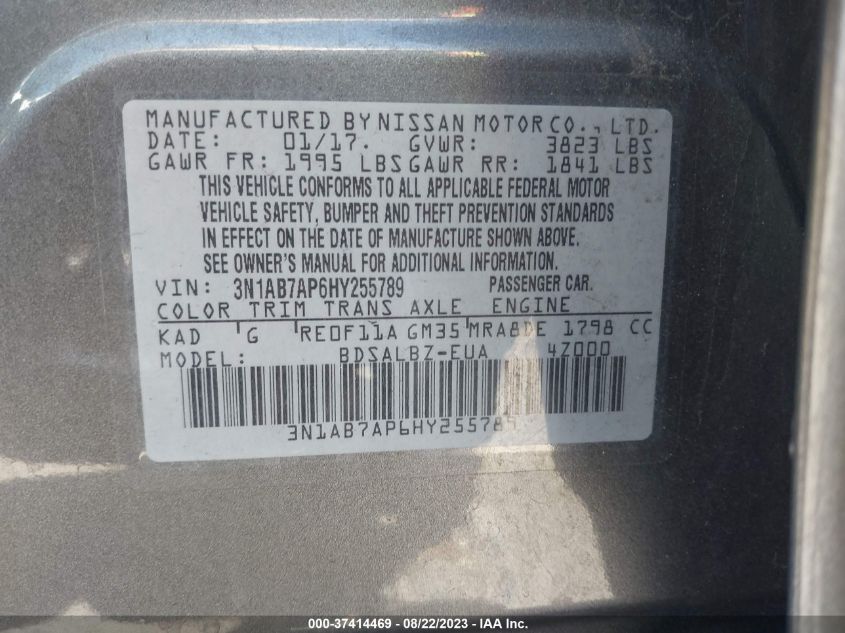 MANUFACTURED BY NISSAN MOTOR CO., LTD.
DATE: 01/17. GVWR: 3823 LBS
GAWR FR: 1995 LBS GAWR RR: 1841 LBS
THIS VEHICLE CONFORMS TO ALL APPLICABLE FEDERAL MOTOR
VEHICLE SAFETY, BUMPER AND THEFT PREVENTION STANDARDS
IN EFFECT ON THE DATE OF MANUFACTURE SHOWN ABOVE.
SEE OWNER'S MANUAL FOR ADDITIONAL INFORMATION.
VIN: 3N1AB7AP6HY255789 PASSENGER CAR.
COLOR TRIM TRANS AXLE ENGINE
KAD G RE0F11A GM35 MRA8DE 1798 CC
MODEL: BDSALBZ-EUA 4Z000
3N1AB7AP6HY255789
000-37414469 - 08/22/2023 - IAA Inc.